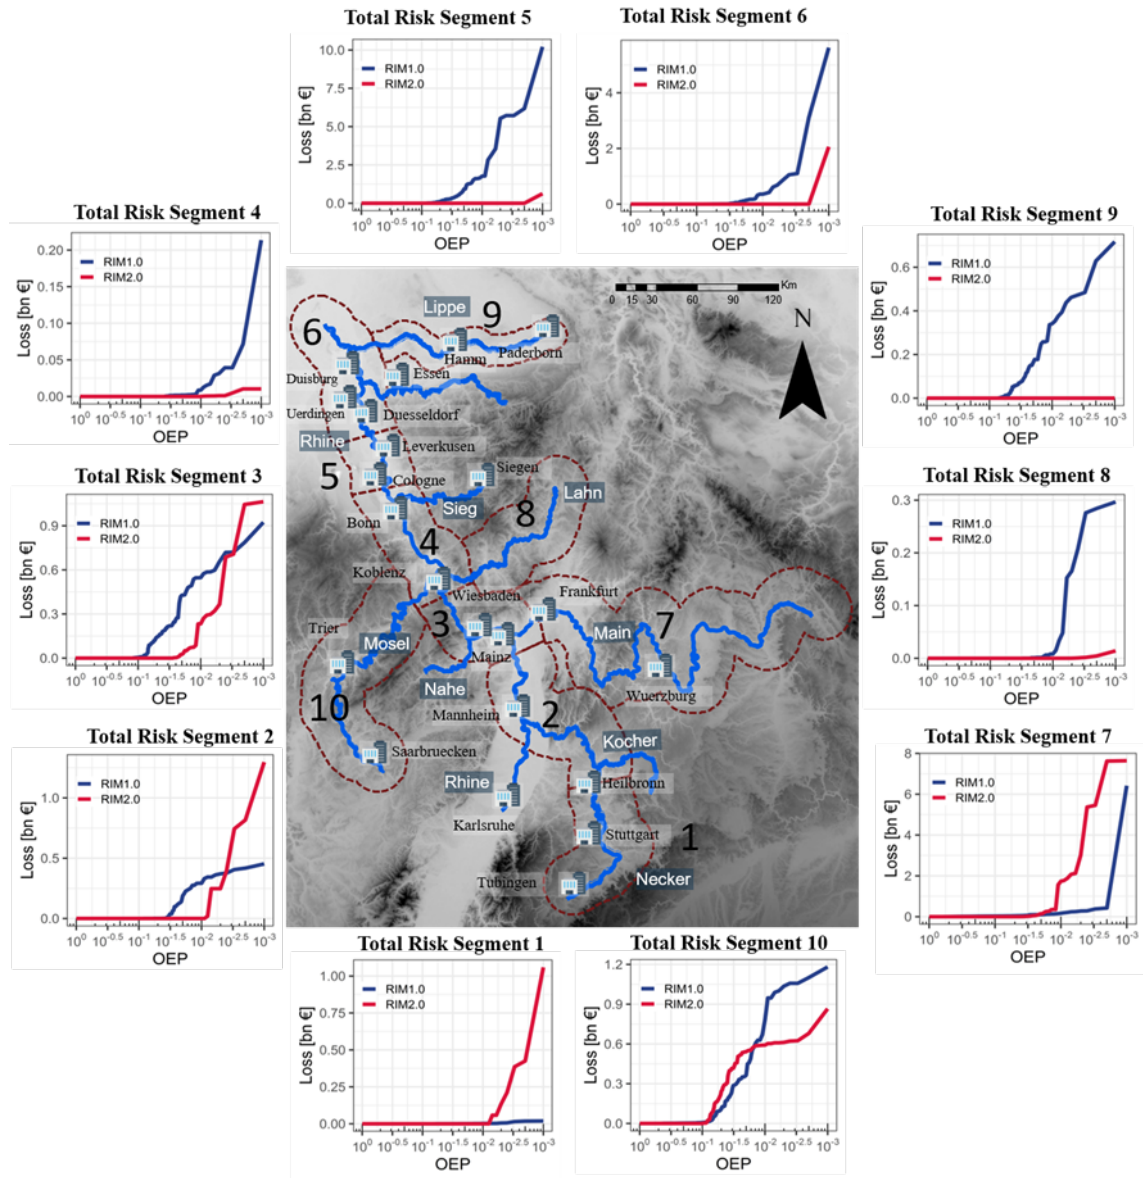 Total Risk Segment 5
Loss [bn €]
10.0
7.5
5.0
2.5
0.0
RIM1.0
RIM2.0
10^0 10^-0.5 10^-1 10^-1.5 10^-2 10^-2.5 10^-3
OEP
Total Risk Segment 6
Loss [bn €]
4
2
0
RIM1.0
RIM2.0
10^0 10^-0.5 10^-1 10^-1.5 10^-2 10^-2.5 10^-3
OEP
Total Risk Segment 4
Loss [bn €]
0.20
0.15
0.10
0.05
0.00
RIM1.0
RIM2.0
10^0 10^-0.5 10^-1 10^-1.5 10^-2 10^-2.5 10^-3
OEP
Total Risk Segment 9
Loss [bn €]
0.6
0.4
0.2
0.0
RIM1.0
RIM2.0
10^0 10^-0.5 10^-1 10^-1.5 10^-2 10^-2.5 10^-3
OEP
Km
0 15 30 60 90 120
N
Lippe
9
6
Hamm
Paderborn
Essen
Duisburg
Uerdingen
Duesseldorf
Rhine
Leverkusen
5
Cologne
Siegen
Sieg
Lahn
Bonn
8
4
Koblenz
Wiesbaden
Frankfurt
3
Trier
Mosel
Main
7
Mainz
Nahe
Wuerzburg
10
Mannheim
2
Kocher
Saarbruecken
Rhine
Heilbronn
Karlsruhe
Stuttgart
1
Tubingen
Necker
Total Risk Segment 3
Loss [bn €]
0.9
0.6
0.3
0.0
RIM1.0
RIM2.0
10^0 10^-0.5 10^-1 10^-1.5 10^-2 10^-2.5 10^-3
OEP
Total Risk Segment 8
Loss [bn €]
0.3
0.2
0.1
0.0
RIM1.0
RIM2.0
10^0 10^-0.5 10^-1 10^-1.5 10^-2 10^-2.5 10^-3
OEP
Total Risk Segment 2
Loss [bn €]
1.0
0.5
0.0
RIM1.0
RIM2.0
10^0 10^-0.5 10^-1 10^-1.5 10^-2 10^-2.5 10^-3
OEP
Total Risk Segment 7
Loss [bn €]
8
6
4
2
0
RIM1.0
RIM2.0
10^0 10^-0.5 10^-1 10^-1.5 10^-2 10^-2.5 10^-3
OEP
Total Risk Segment 1
Loss [bn €]
1.00
0.75
0.50
0.25
0.00
RIM1.0
RIM2.0
10^0 10^-0.5 10^-1 10^-1.5 10^-2 10^-2.5 10^-3
OEP
Total Risk Segment 10
Loss [bn €]
1.2
0.9
0.6
0.3
0.0
RIM1.0
RIM2.0
10^0 10^-0.5 10^-1 10^-1.5 10^-2 10^-2.5 10^-3
OEP